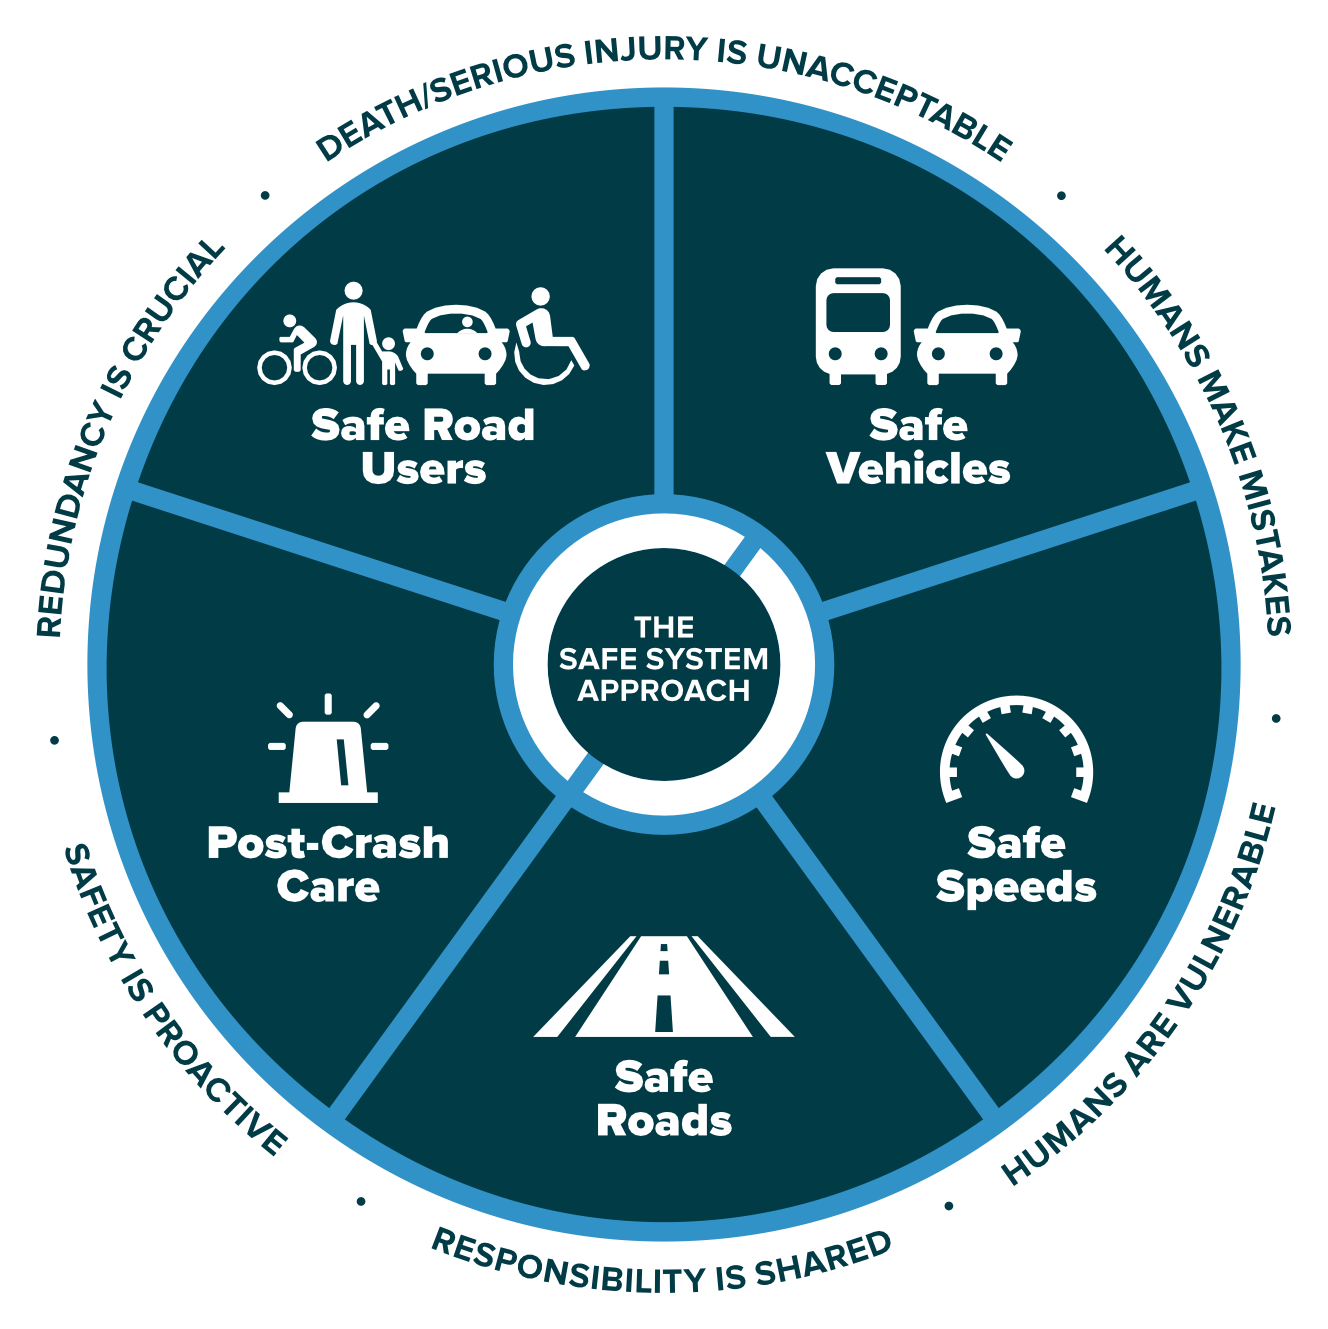 DEATH/SERIOUS INJURY IS UNACCEPTABLE
HUMANS MAKE MISTAKES
HUMANS ARE VULNERABLE
RESPONSIBILITY IS SHARED
SAFETY IS PROACTIVE
REDUNDANCY IS CRUCIAL
Safe Road
Users
Safe
Vehicles
Safe
Speeds
Safe
Roads
Post-Crash
Care
THE
SAFE SYSTEM
APPROACH